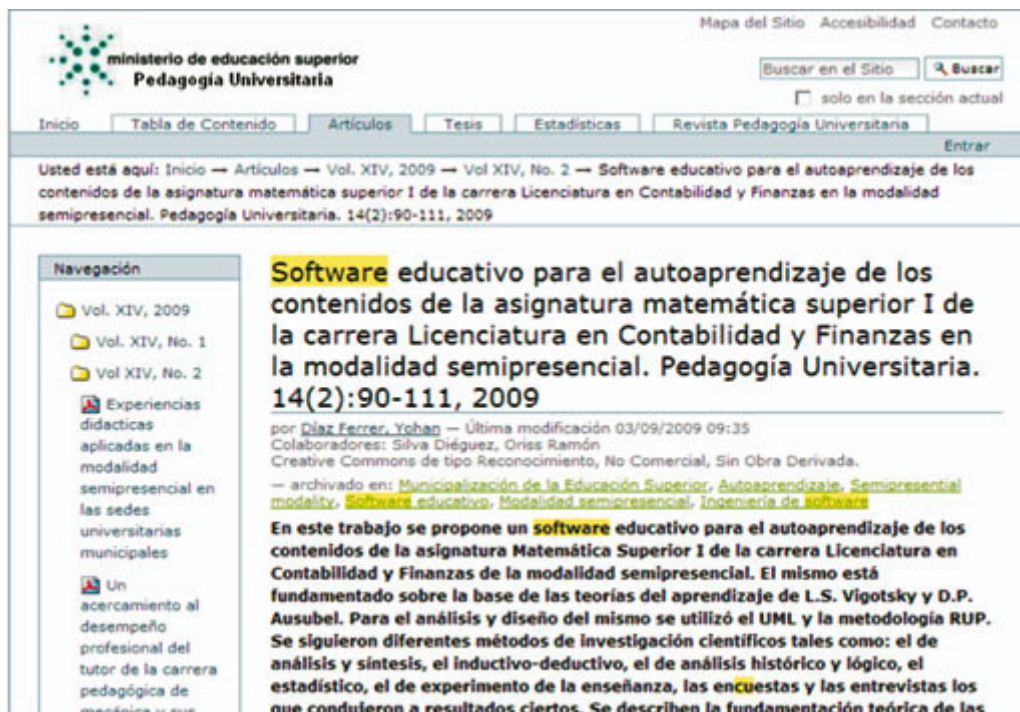 Mapa del Sitio Accesibilidad Contacto
ministerio de educación superior
Pedagogía Universitaria
Buscar en el Sitio Buscar
solo en la sección actual
Inicio Tabla de Contenido Artículos Tesis Estadísticas Revista Pedagogía Universitaria
Entrar
Usted está aquí: Inicio → Artículos → Vol. XIV, 2009 → Vol XIV, No. 2 → Software educativo para el autoaprendizaje de los
contenidos de la asignatura matemática superior I de la carrera Licenciatura en Contabilidad y Finanzas en la modalidad
semipresencial. Pedagogía Universitaria. 14(2):90-111, 2009
Navegación
Vol. XIV, 2009
Vol. XIV, No. 1
Vol XIV, No. 2
Experiencias
didacticas
aplicadas en la
modalidad
semipresencial en
las sedes
universitarias
municipales
Un
acercamiento al
desempeño
profesional del
tutor de la carrera
pedagógica de
mecánica y sus
Software educativo para el autoaprendizaje de los
contenidos de la asignatura matemática superior I de
la carrera Licenciatura en Contabilidad y Finanzas en
la modalidad semipresencial. Pedagogía Universitaria.
14(2):90-111, 2009
por Díaz Ferrer, Yohan — Última modificación 03/09/2009 09:35
Colaboradores: Silva Diéguez, Oriss Ramón
Creative Commons de tipo Reconocimiento, No Comercial, Sin Obra Derivada.
— archivado en: Municipalización de la Educación Superior, Autoaprendizaje, Semipresential
modality, Software educativo, Modalidad semipresencial, Ingeniería de software
En este trabajo se propone un software educativo para el autoaprendizaje de los
contenidos de la asignatura Matemática Superior I de la carrera Licenciatura en
Contabilidad y Finanzas de la modalidad semipresencial. El mismo está
fundamentado sobre la base de las teorías del aprendizaje de L.S. Vigotsky y D.P.
Ausubel. Para el análisis y diseño del mismo se utilizó el UML y la metodología RUP.
Se siguieron diferentes métodos de investigación científicos tales como: el de
análisis y síntesis, el inductivo-deductivo, el de análisis histórico y lógico, el
estadístico, el de experimento de la enseñanza, las encuestas y las entrevistas los
que condujeron a resultados ciertos. Se describen la fundamentación teórica de las